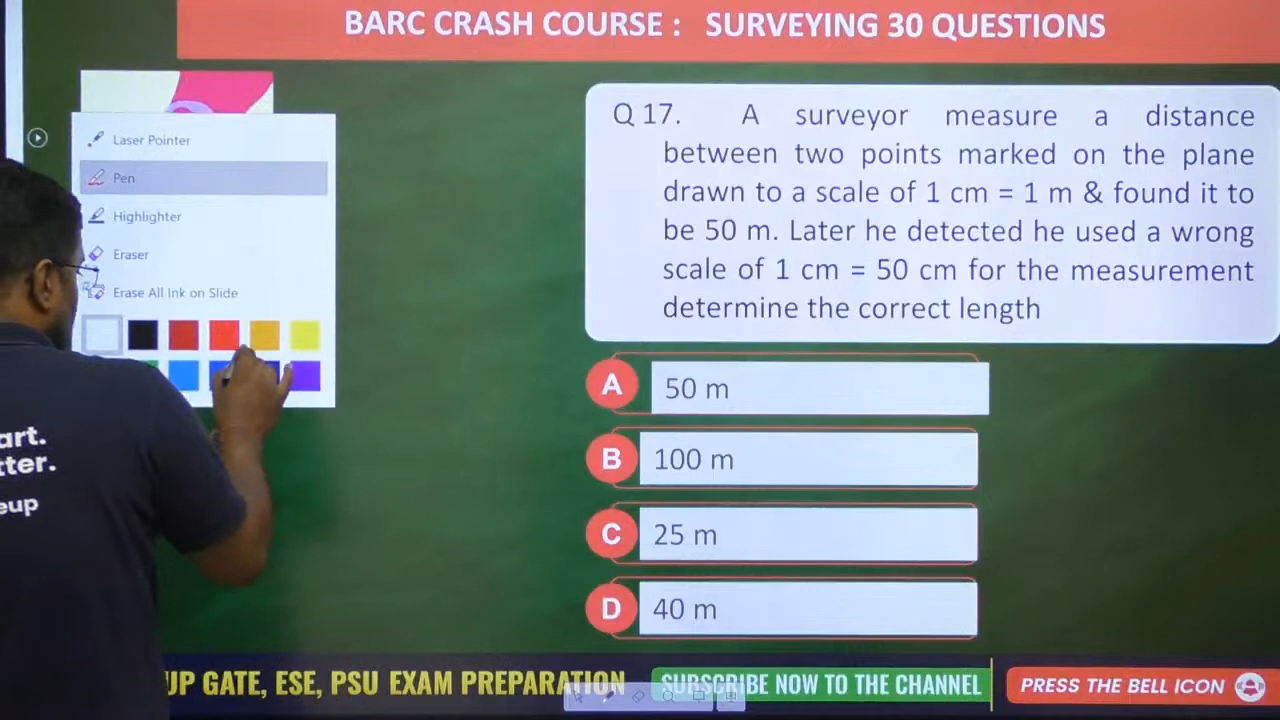 BARC CRASH COURSE : SURVEYING 30 QUESTIONS
Laser Pointer
Pen
Highlighter
Eraser
Erase All Ink on Slide
Q 17. A surveyor measure a distance
between two points marked on the plane
drawn to a scale of 1 cm = 1 m & found it to
be 50 m. Later he detected he used a wrong
scale of 1 cm = 50 cm for the measurement
determine the correct length
A 50 m
B 100 m
C 25 m
D 40 m
art.
tter.
eup
UP GATE, ESE, PSU EXAM PREPARATION
SUBSCRIBE NOW TO THE CHANNEL
PRESS THE BELL ICON